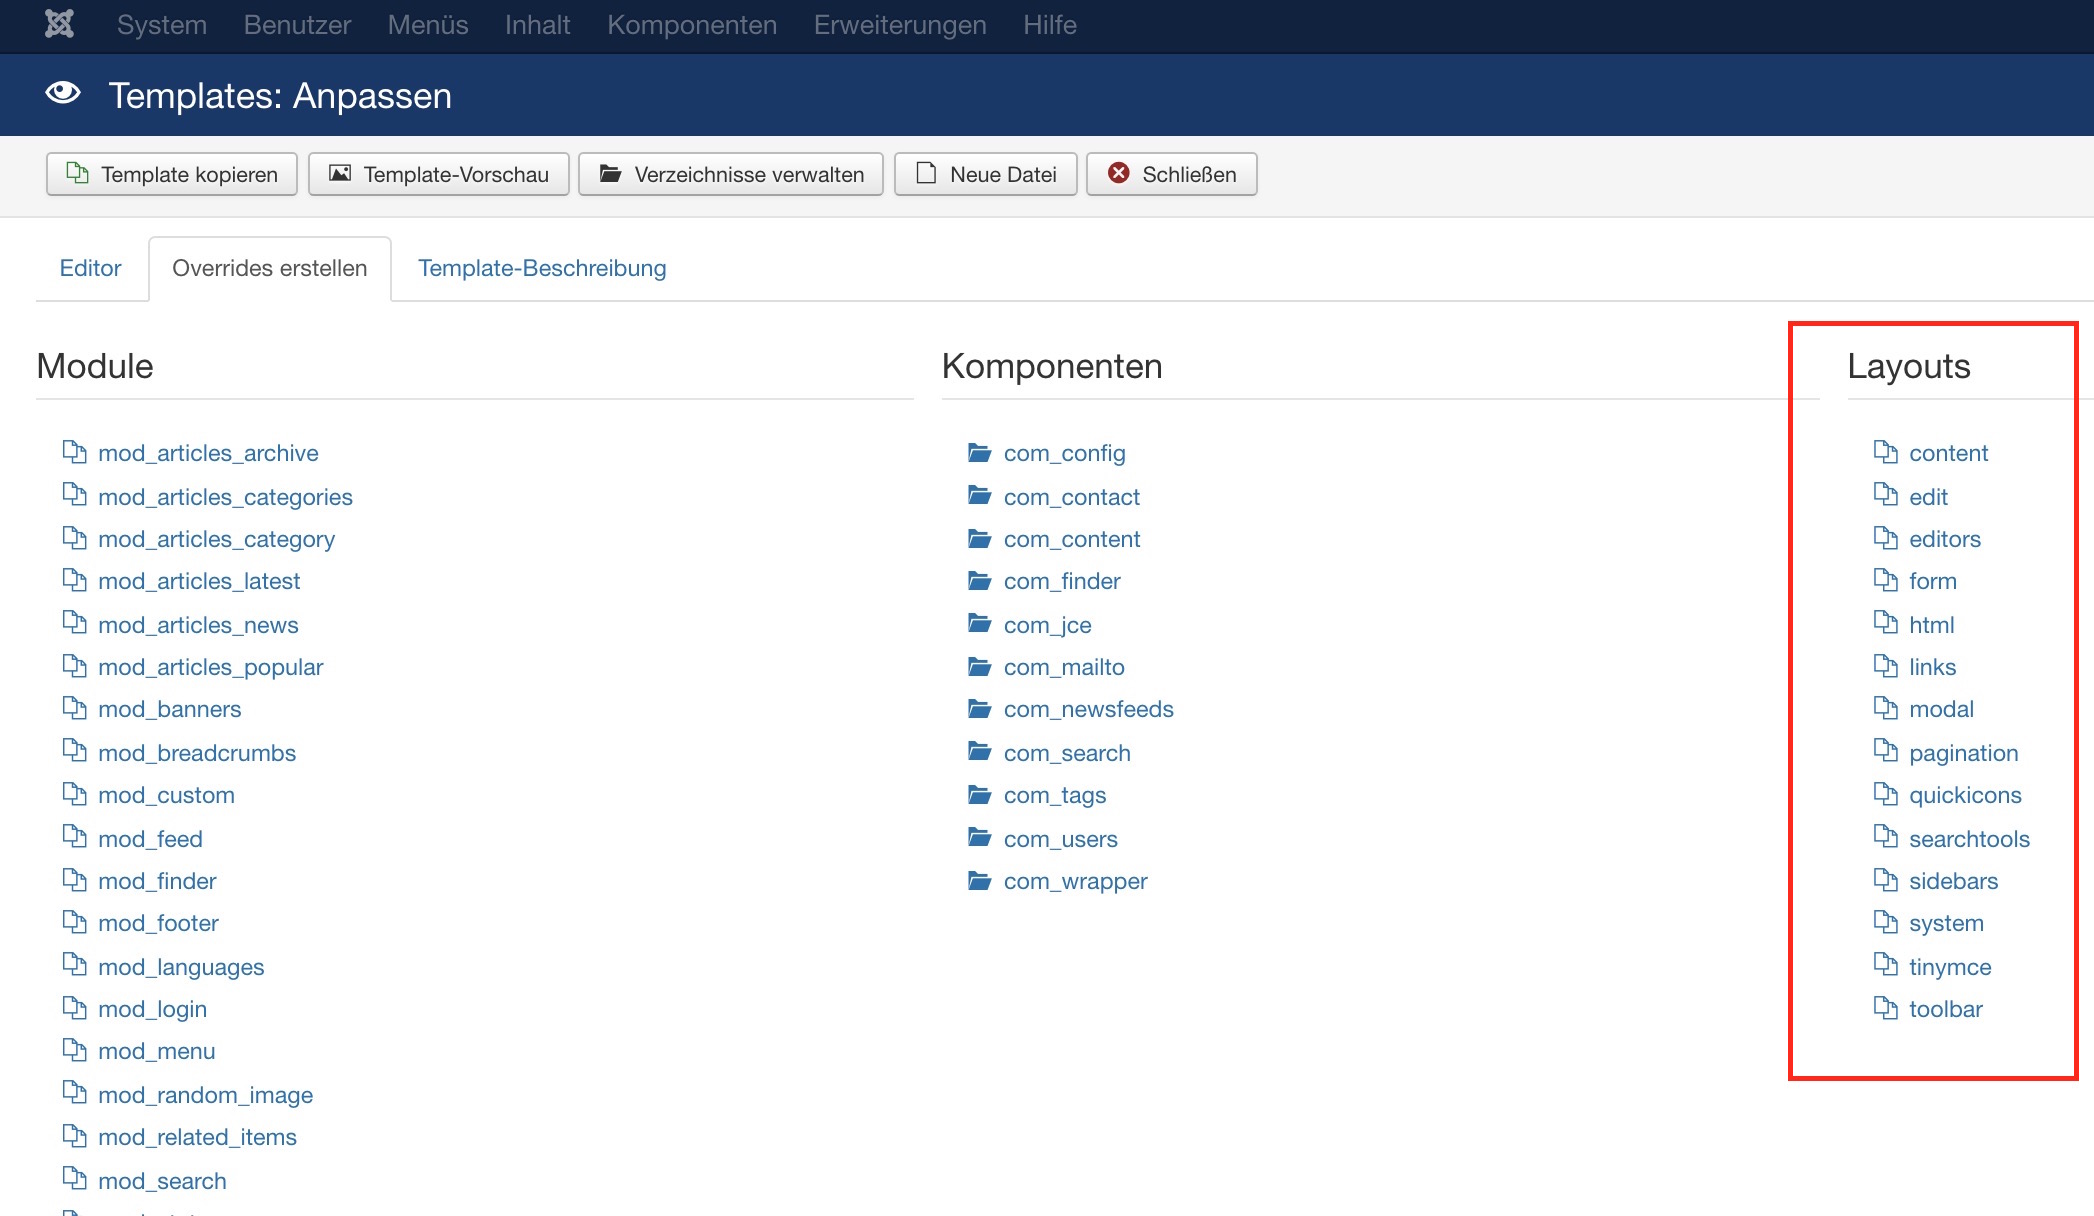 System Benutzer Menüs Inhalt Komponenten Erweiterungen Hilfe
Templates: Anpassen
Template kopieren Template-Vorschau Verzeichnisse verwalten Neue Datei Schließen
Editor Overrides erstellen Template-Beschreibung
Module
mod_articles_archive
mod_articles_categories
mod_articles_category
mod_articles_latest
mod_articles_news
mod_articles_popular
mod_banners
mod_breadcrumbs
mod_custom
mod_feed
mod_finder
mod_footer
mod_languages
mod_login
mod_menu
mod_random_image
mod_related_items
mod_search
Komponenten
com_config
com_contact
com_content
com_finder
com_jce
com_mailto
com_newsfeeds
com_search
com_tags
com_users
com_wrapper
Layouts
content
edit
editors
form
html
links
modal
pagination
quickicons
searchtools
sidebars
system
tinymce
toolbar